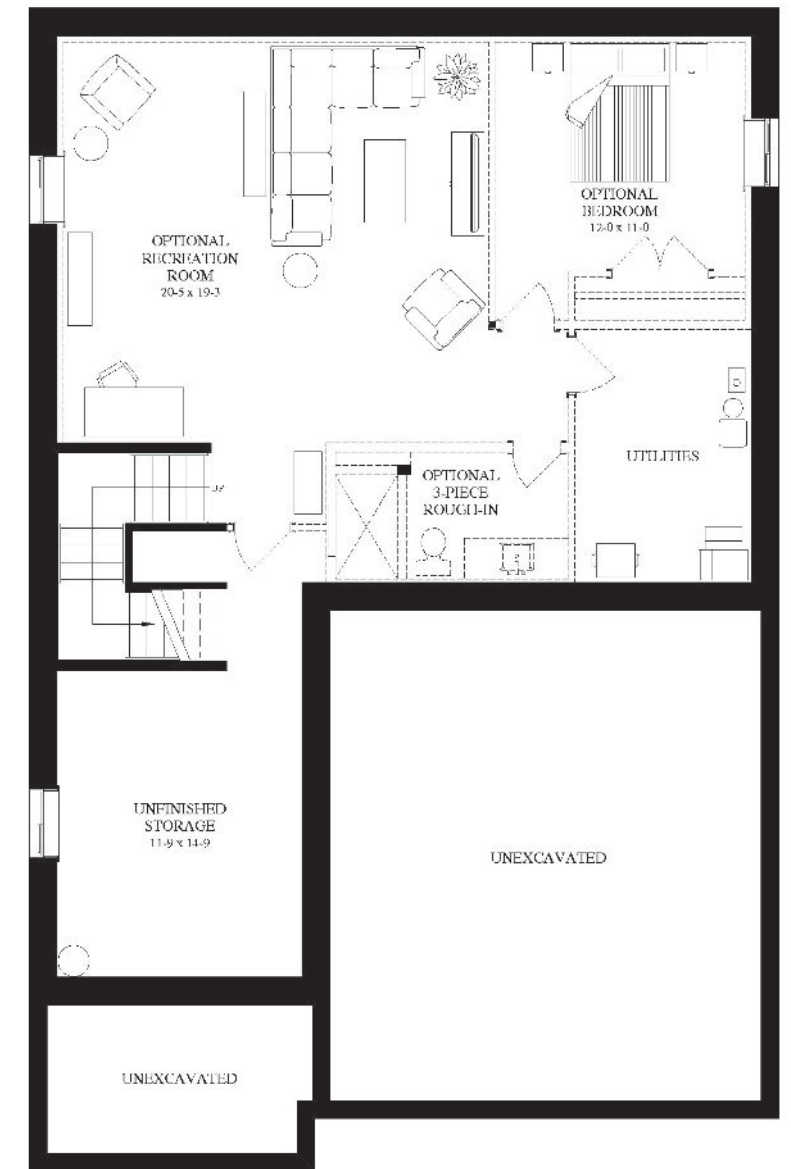 OPTIONAL
BEDROOM
12-0 x 11-0
OPTIONAL
RECREATION
ROOM
20-5 x 19-3
UTILITIES
OPTIONAL
3-PIECE
ROUGH-IN
UP
UNFINISHED
STORAGE
11-9 x 14-9
UNEXCAVATED
UNEXCAVATED